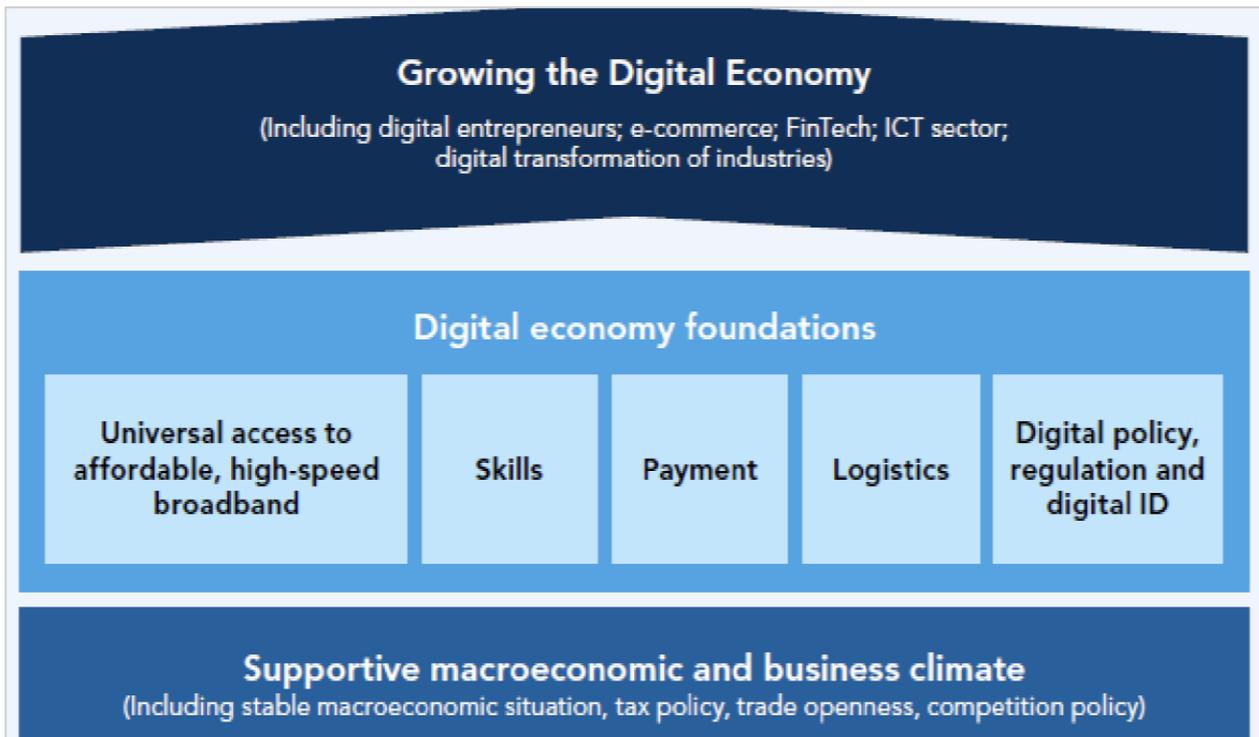 Growing the Digital Economy
(Including digital entrepreneurs; e-commerce; FinTech; ICT sector;
digital transformation of industries)
Digital economy foundations
Universal access to
affordable, high-speed
broadband
Skills
Payment
Logistics
Digital policy,
regulation and
digital ID
Supportive macroeconomic and business climate
(Including stable macroeconomic situation, tax policy, trade openness, competition policy)